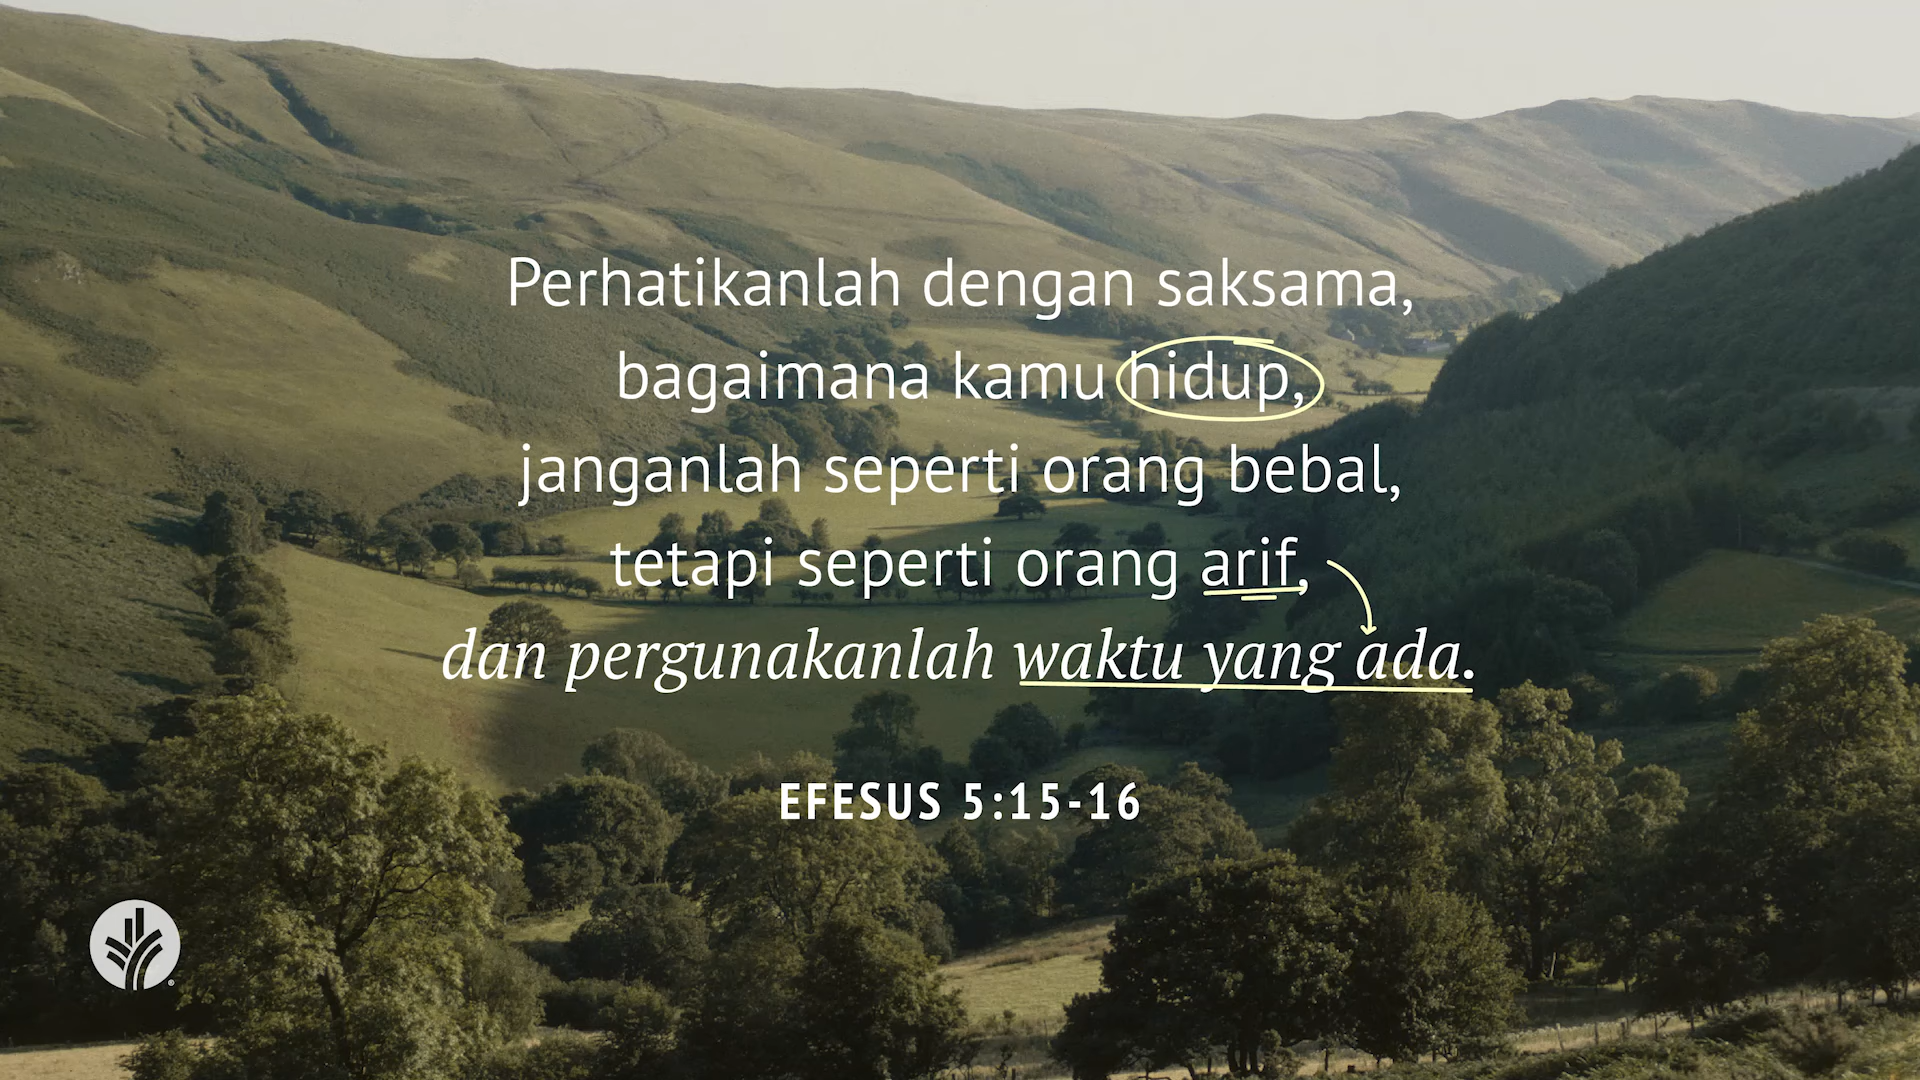 Perhatikanlah dengan saksama,
bagaimana kamu hidup,
janganlah seperti orang bebal,
tetapi seperti orang arif,
dan pergunakanlah waktu yang ada.
EFESUS 5:15-16
®